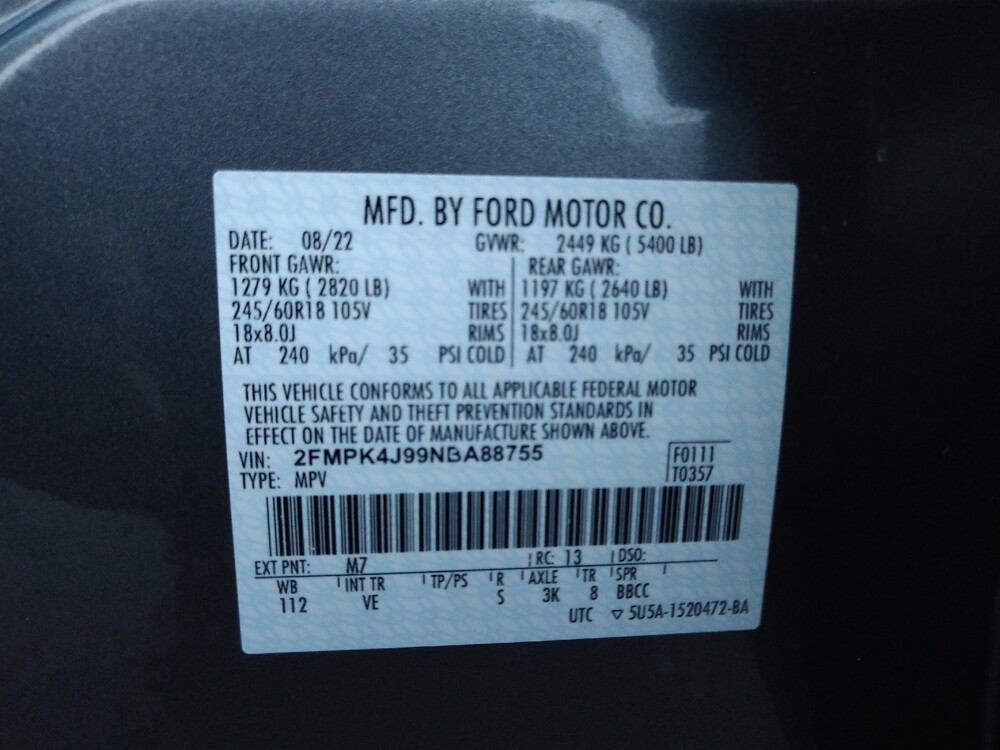 MFD. BY FORD MOTOR CO.
DATE: 08/22 GVWR: 2449 KG ( 5400 LB)
FRONT GAWR: REAR GAWR:
1279 KG ( 2820 LB) WITH 1197 KG ( 2640 LB) WITH
245/60R18 105V TIRES 245/60R18 105V TIRES
18x8.0J RIMS 18x8.0J RIMS
AT 240 kPa/ 35 PSI COLD AT 240 kPa/ 35 PSI COLD
THIS VEHICLE CONFORMS TO ALL APPLICABLE FEDERAL MOTOR
VEHICLE SAFETY AND THEFT PREVENTION STANDARDS IN
EFFECT ON THE DATE OF MANUFACTURE SHOWN ABOVE.
VIN: 2FMPK4J99NBA88755 F0111
TYPE: MPV T0357
EXT PNT: M7 RC: 13 DSO:
WB INT TR TP/PS R AXLE TR SPR
112 VE S 3K 8 BBCC
UTC ▽ 5U5A-1520472-BA